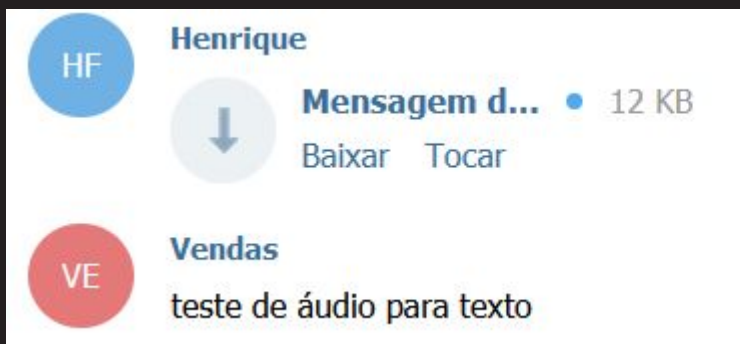 HF
Henrique
Mensagem d... • 12 KB
Baixar Tocar
VE
Vendas
teste de áudio para texto